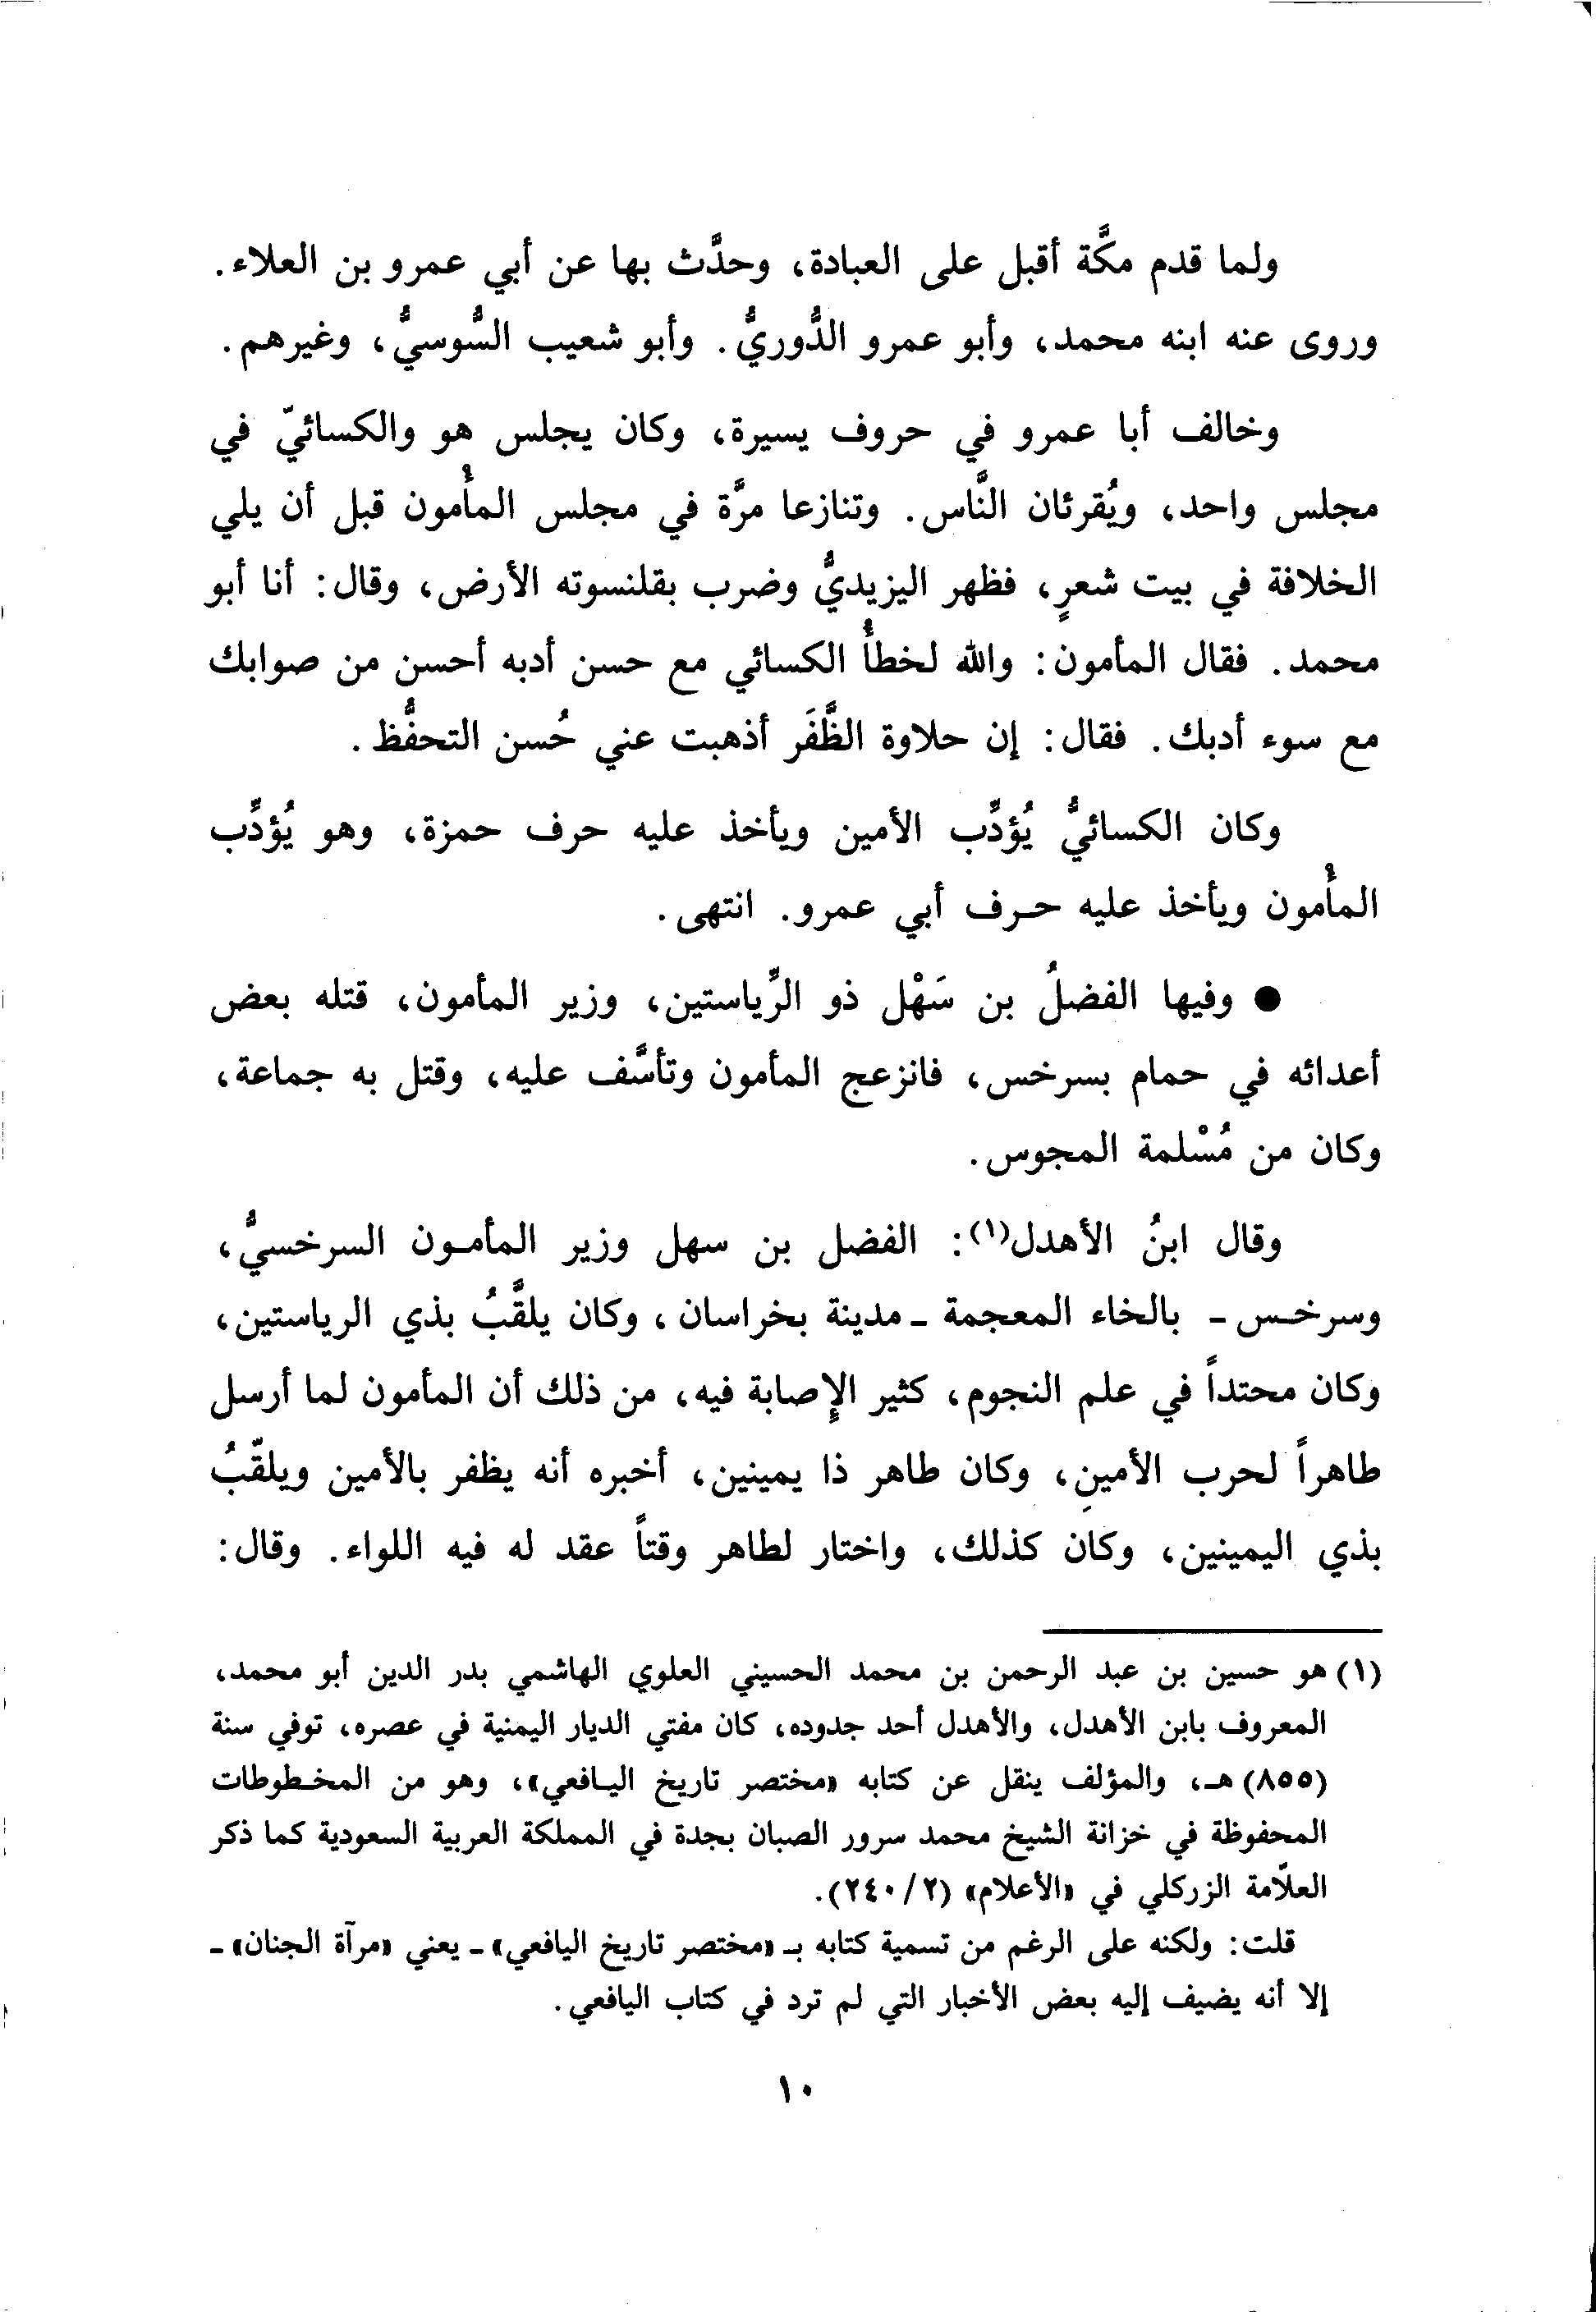 ولما قدم مكَّة أقبل على العبادة، وحدَّث بها عن أبي عمرو بن العلاء.
وروى عنه ابنه محمد، وأبو عمرو الدُّوريُّ. وأبو شعيب السُّوسيُّ، وغيرهم.
وخالف أبا عمرو في حروف يسيرة، وكان يجلس هو والكسائيّ في
مجلس واحد، ويُقرئان النَّاس. وتنازعا مرَّة في مجلس المأمون قبل أن يلي
الخلافة في بيت شعرٍ، فظهر اليزيديُّ وضرب بقلنسوته الأرض، وقال: أنا أبو
محمد. فقال المأمون: والله لخطأُ الكسائي مع حسن أدبه أحسن من صوابك
مع سوء أدبك. فقال: إن حلاوة الظَّفَر أذهبت عني حُسن التحفُّظ.
وكان الكسائيُّ يُؤدِّب الأمين ويأخذ عليه حرف حمزة، وهو يُؤدِّب
المأمون ويأخذ عليه حرف أبي عمرو. انتهى.
● وفيها الفضلُ بن سَهْل ذو الرِّياستين، وزير المأمون، قتله بعض
أعدائه في حمام بسرخس، فانزعج المأمون وتأسَّف عليه، وقتل به جماعة،
وكان من مُسْلمة المجوس.
وقال ابنُ الأهدل(١): الفضل بن سهل وزير المأمون السرخسيُّ،
وسرخس - بالخاء المعجمة - مدينة بخراسان، وكان يلقَّبُ بذي الرياستين،
وكان محتداً في علم النجوم، كثير الإصابة فيه، من ذلك أن المأمون لما أرسل
طاهراً لحرب الأمينِ، وكان طاهر ذا يمينين، أخبره أنه يظفر بالأمين ويلقّبُ
بذي اليمينين، وكان كذلك، واختار لطاهر وقتاً عقد له فيه اللواء. وقال:
(١) هو حسين بن عبد الرحمن بن محمد الحسيني العلوي الهاشمي بدر الدين أبو محمد،
المعروف بابن الأهدل، والأهدل أحد جدوده، كان مفتي الديار اليمنية في عصره، توفي سنة
(٨٥٥) هـ، والمؤلف ينقل عن كتابه «مختصر تاريخ اليافعي»، وهو من المخطوطات
المحفوظة في خزانة الشيخ محمد سرور الصبان بجدة في المملكة العربية السعودية كما ذكر
العلّامة الزركلي في «الأعلام» (٢/ ٢٤٠).
قلت: ولكنه على الرغم من تسمية كتابه بـ «مختصر تاريخ اليافعي» - يعني «مرآة الجنان» -
إلا أنه يضيف إليه بعض الأخبار التي لم ترد في كتاب اليافعي.
١٠